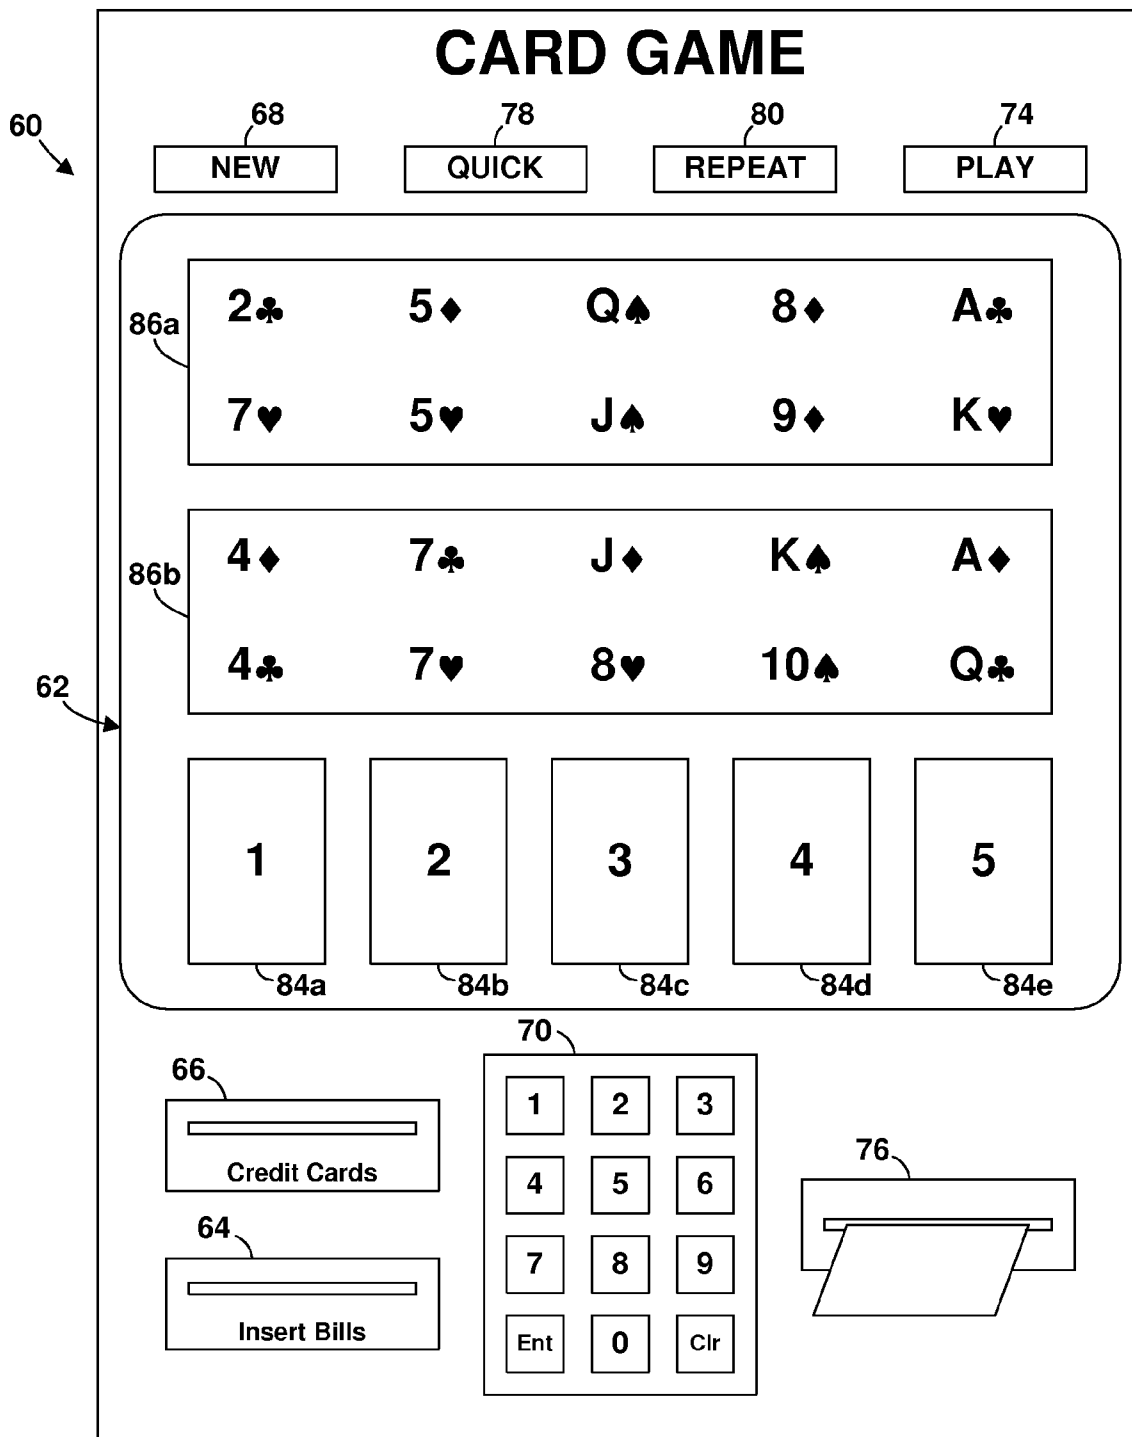 CARD GAME
60
68 78 80 74
NEW QUICK REPEAT PLAY
86a
2♣ 5♦ Q♠ 8♦ A♣
7♥ 5♥ J♠ 9♦ K♥
86b
4♦ 7♣ J♦ K♠ A♦
4♣ 7♥ 8♥ 10♠ Q♣
62
1 2 3 4 5
84a 84b 84c 84d 84e
66
Credit Cards
64
Insert Bills
70
1 2 3
4 5 6
7 8 9
Ent 0 Clr
76